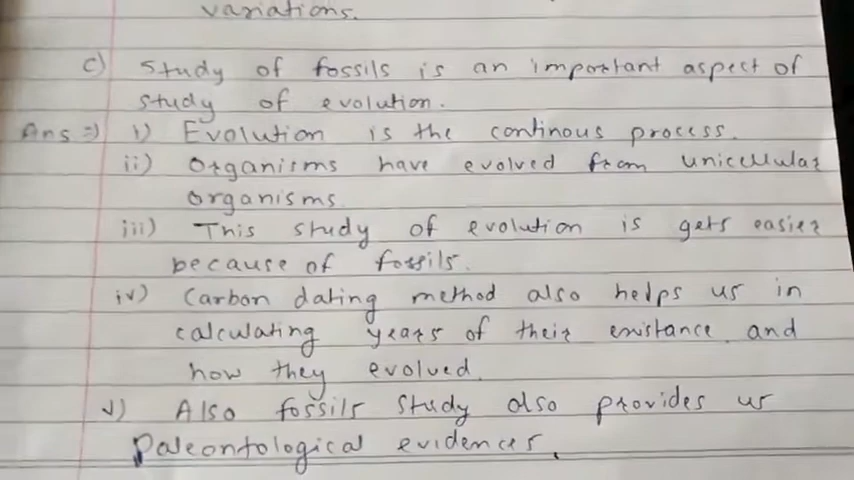 variations.
c) Study of fossils is an important aspect of
study of evolution.
Ans ⇒ i) Evolution is the continous process.
ii) Organisms have evolved from unicellular
organisms
iii) This study of evolution is gets easier
because of fossils.
iv) Carbon dating method also helps us in
calculating years of their existance and
how they evolved.
v) Also fossils study also provides us
Paleontological evidences.